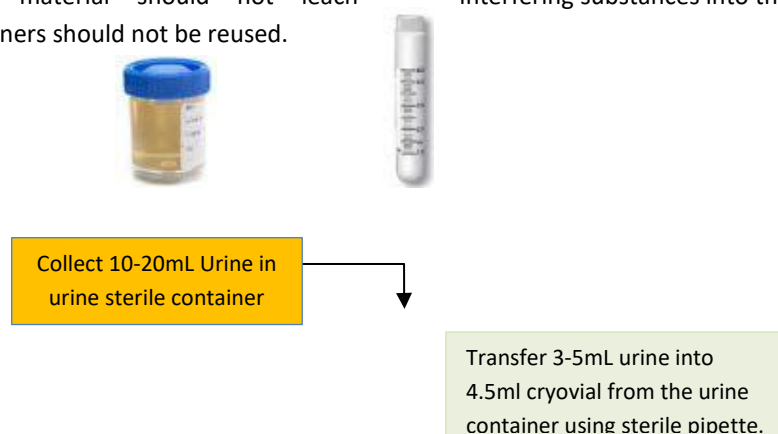 material should not leach interfering substances into th
ners should not be reused.
Collect 10-20mL Urine in
urine sterile container
Transfer 3-5mL urine into
4.5ml cryovial from the urine
container using sterile pipette.